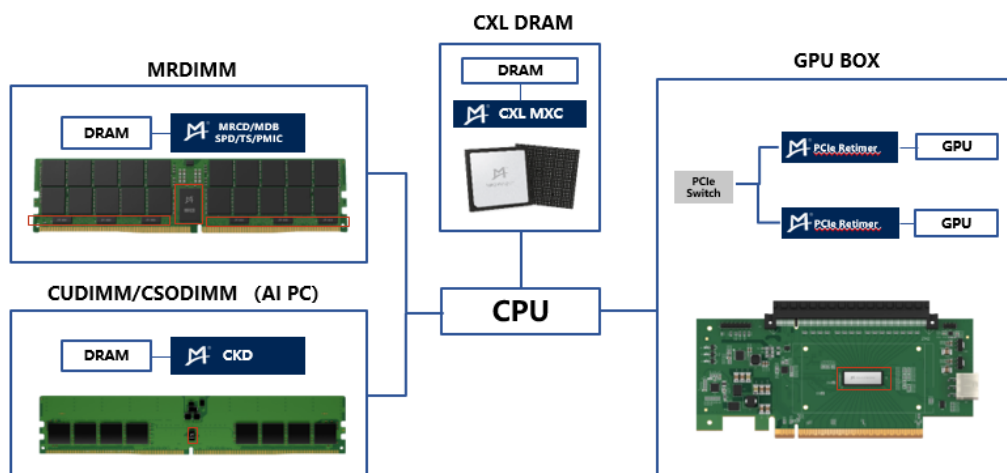 CXL DRAM
MRDIMM
GPU BOX
DRAM
CXL MXC
DRAM
MRCD/MDB
SPD/TS/PMIC
PCIe Retimer
GPU
PCIe
Switch
PCIe Retimer
GPU
CUDIMM/CSODIMM （AI PC）
CPU
DRAM
CKD